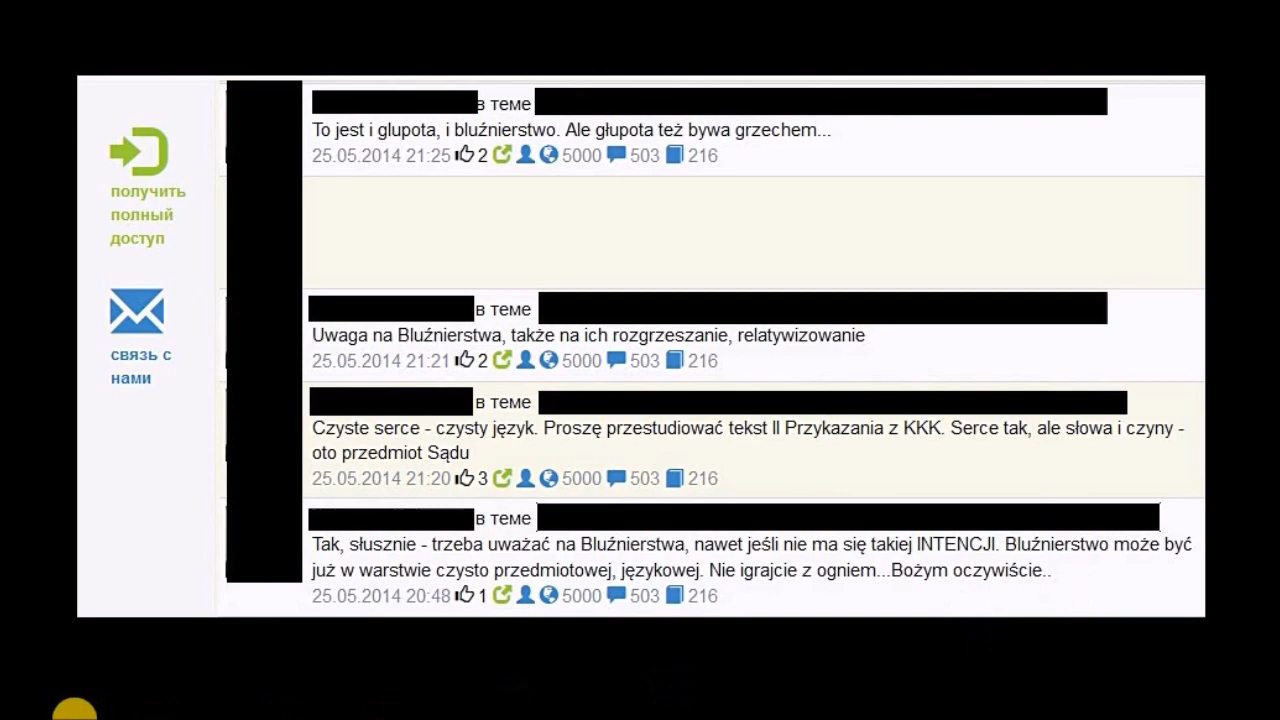 получить
полный
доступ
связь с
нами
в теме
To jest i glupota, i bluźnierstwo. Ale głupota też bywa grzechem...
25.05.2014 21:25 2 5000 503 216
в теме
Uwaga na Bluźnierstwa, także na ich rozgrzeszanie, relatywizowanie
25.05.2014 21:21 2 5000 503 216
в теме
Czyste serce - czysty język. Proszę przestudiować tekst II Przykazania z KKK. Serce tak, ale słowa i czyny -
oto przedmiot Sądu
25.05.2014 21:20 3 5000 503 216
в теме
Tak, słusznie - trzeba uważać na Bluźnierstwa, nawet jeśli nie ma się takiej INTENCJI. Bluźnierstwo może być
już w warstwie czysto przedmiotowej, językowej. Nie igrajcie z ogniem...Bożym oczywiście..
25.05.2014 20:48 1 5000 503 216